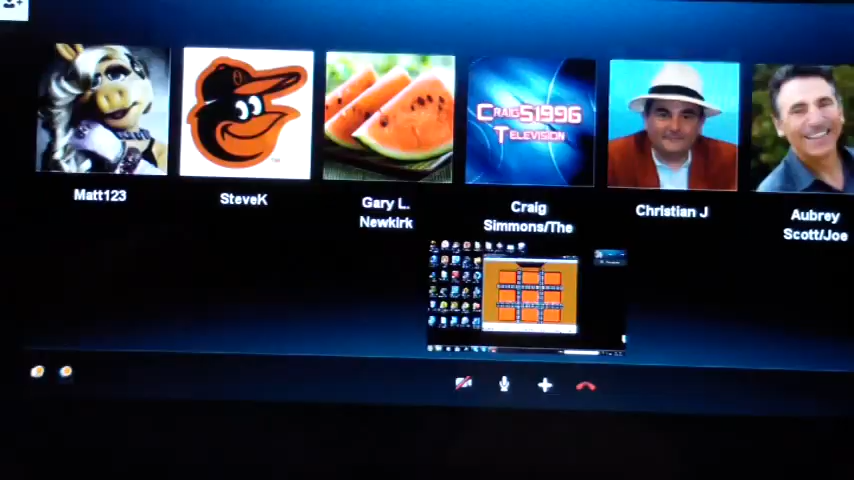 Matt123
SteveK
Gary L.
Newkirk
CRAIGS1996
TELEVISION
Craig
Simmons/The
Christian J
Aubrey
Scott/Joe